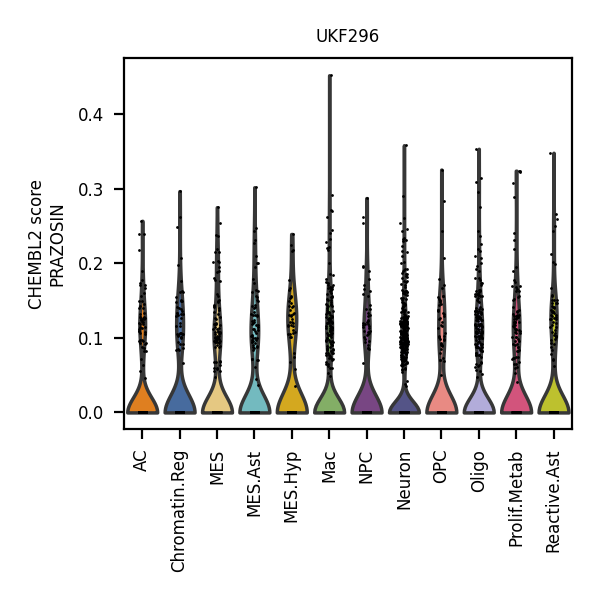 UKF296
CHEMBL2 score
PRAZOSIN
0.4
0.3
0.2
0.1
0.0
AC
Chromatin.Reg
MES
MES.Ast
MES.Hyp
Mac
NPC
Neuron
OPC
Oligo
Prolif.Metab
Reactive.Ast